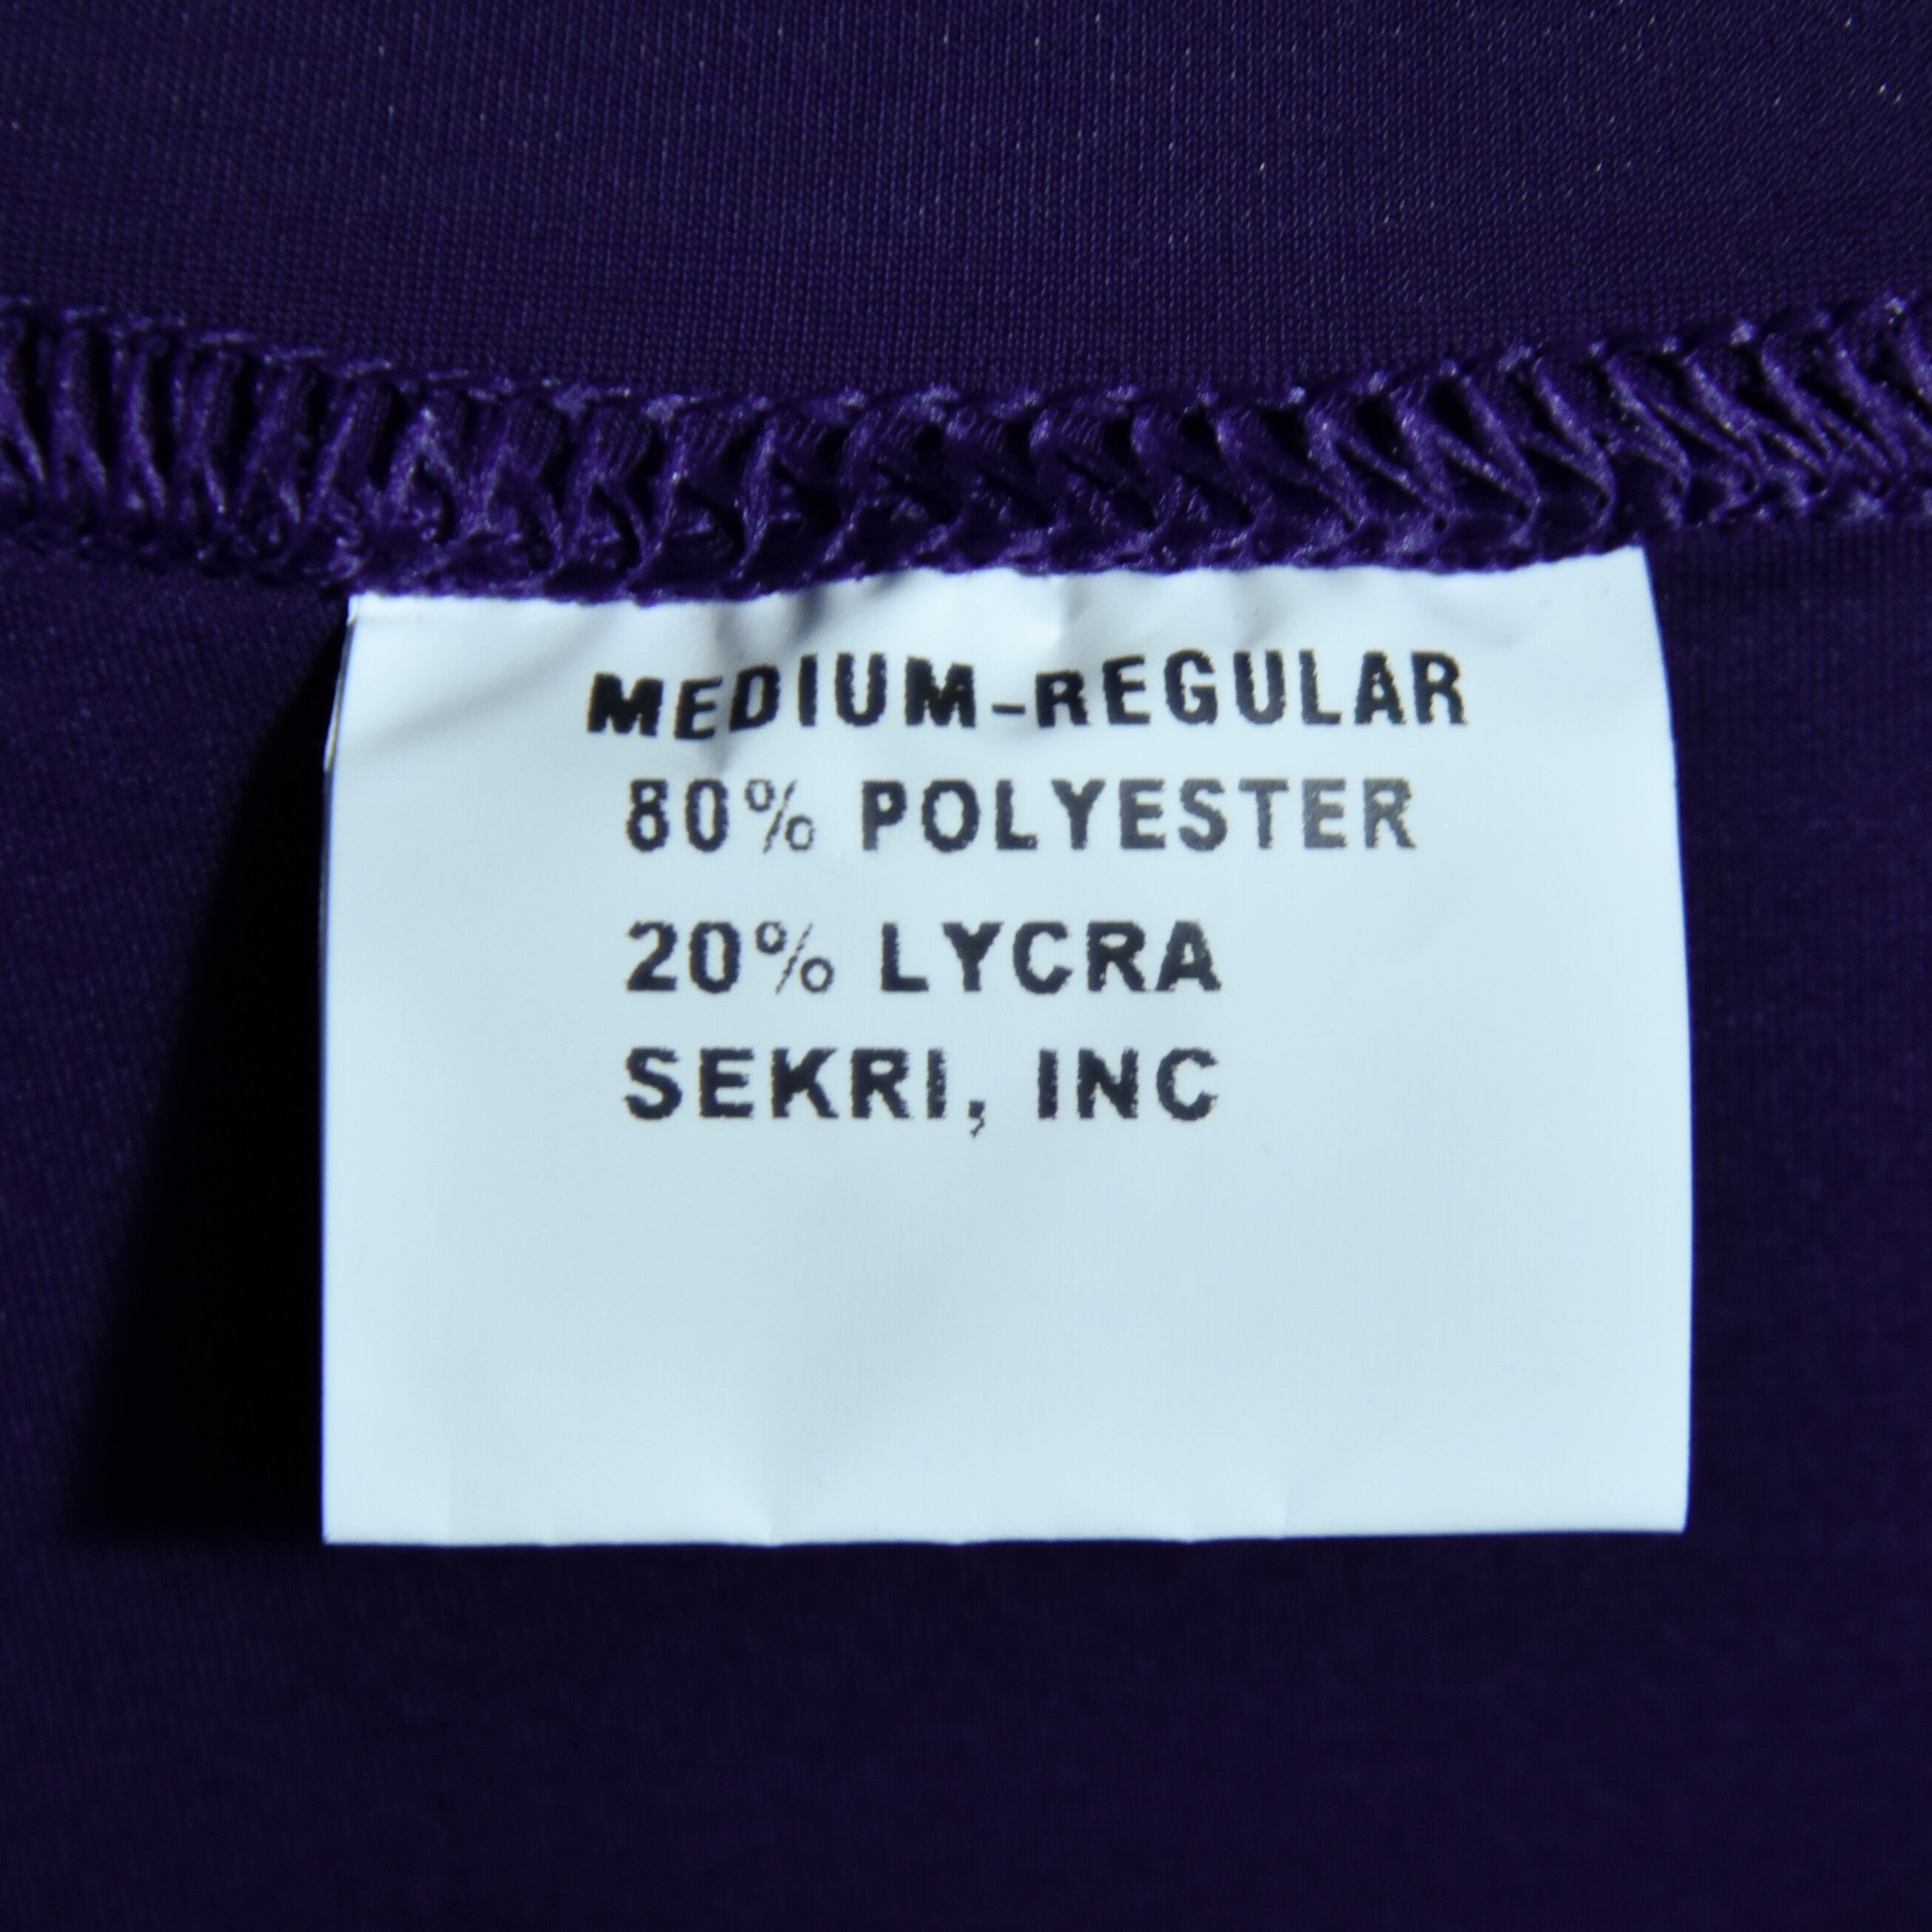 MEDIUM-REGULAR
80% POLYESTER
20% LYCRA
SEKRI, INC